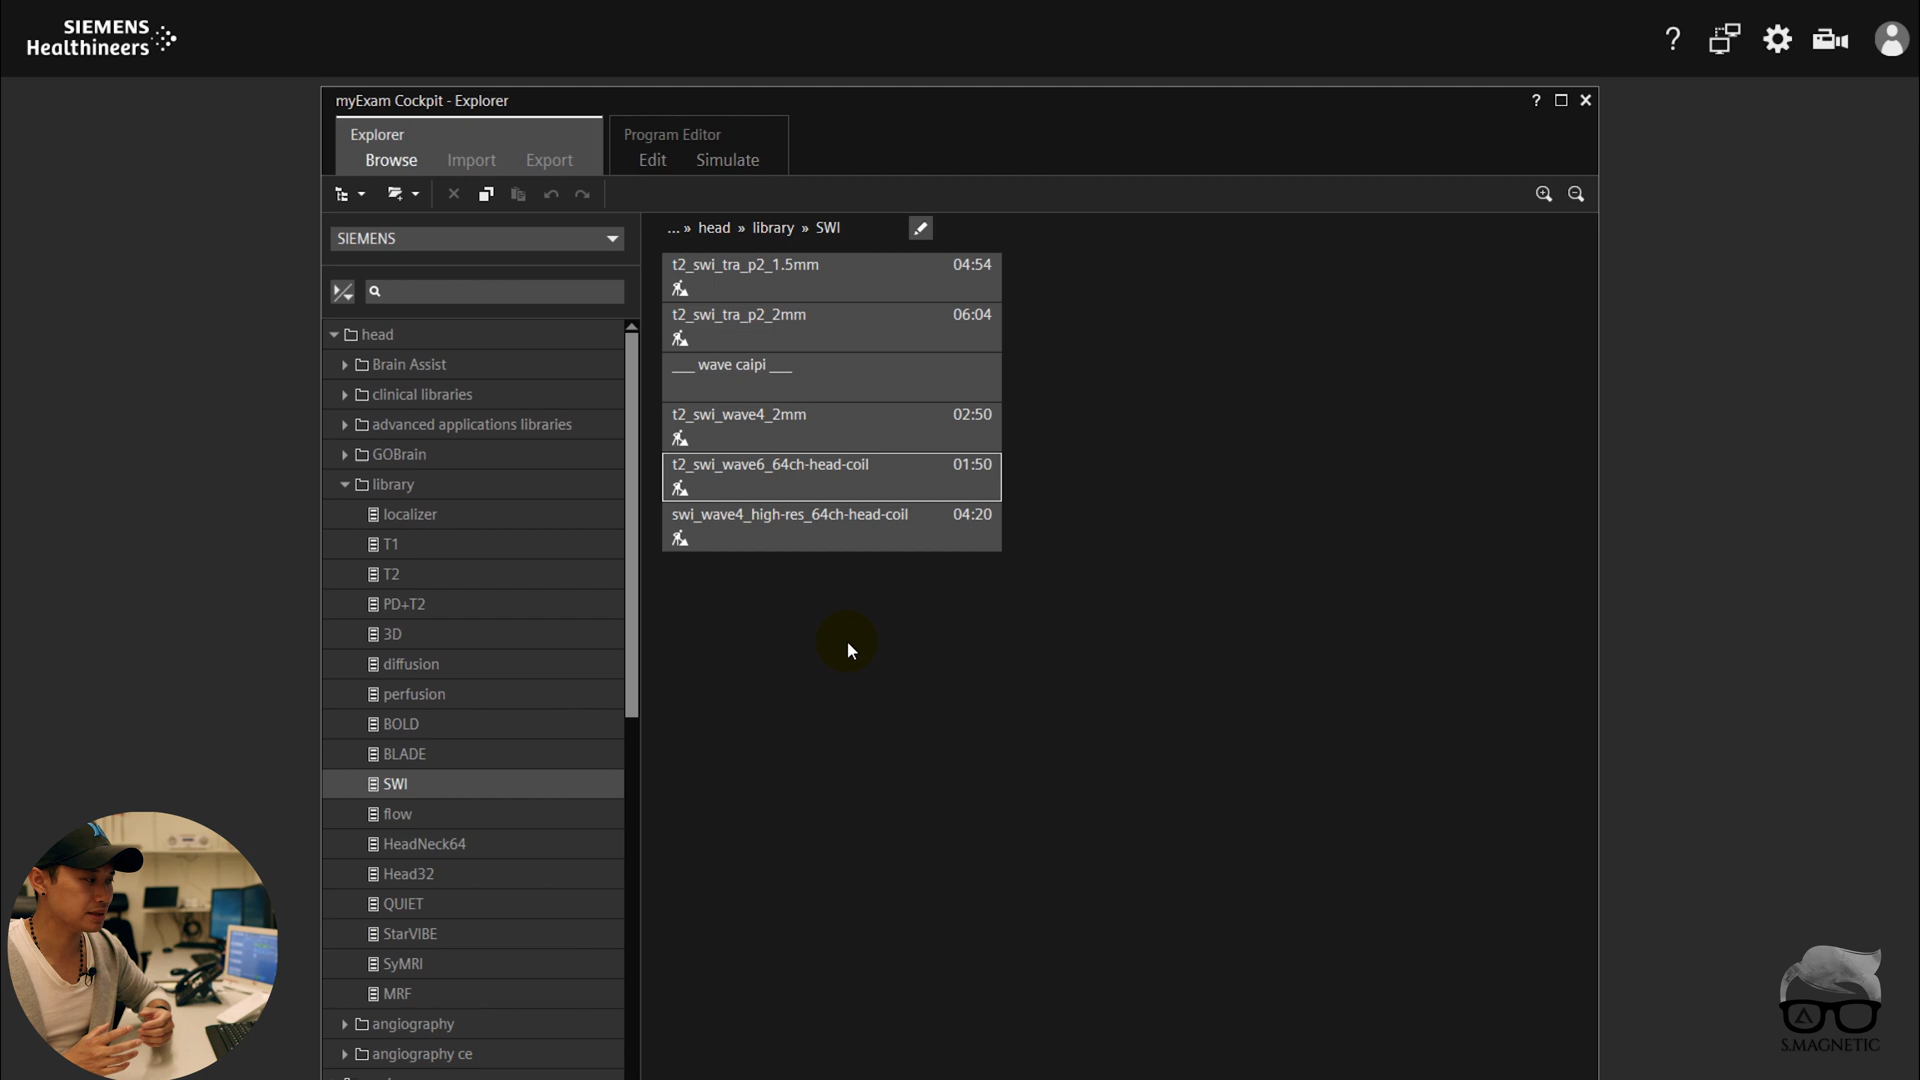 SIEMENS
Healthineers
?
myExam Cockpit - Explorer
?
Explorer
Browse Import Export
Program Editor
Edit Simulate
SIEMENS
... » head » library » SWI
head
Brain Assist
clinical libraries
advanced applications libraries
GOBrain
library
localizer
T1
T2
PD+T2
3D
diffusion
perfusion
BOLD
BLADE
SWI
flow
HeadNeck64
Head32
QUIET
StarVIBE
SyMRI
MRF
angiography
angiography ce
t2_swi_tra_p2_1.5mm 04:54
t2_swi_tra_p2_2mm 06:04
___ wave caipi ___
t2_swi_wave4_2mm 02:50
t2_swi_wave6_64ch-head-coil 01:50
swi_wave4_high-res_64ch-head-coil 04:20
S.MAGNETIC